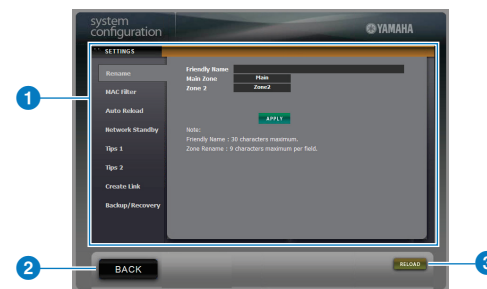 system
configuration
YAMAHA
SETTINGS
Rename
MAC Filter
Auto Reload
Network Standby
Tips 1
Tips 2
Create Link
Backup/Recovery
Friendly Name
Main Zone Main
Zone 2 Zone2
APPLY
Note:
Friendly Name : 30 characters maximum.
Zone Rename : 9 characters maximum per field.
1
BACK
2
RELOAD
3